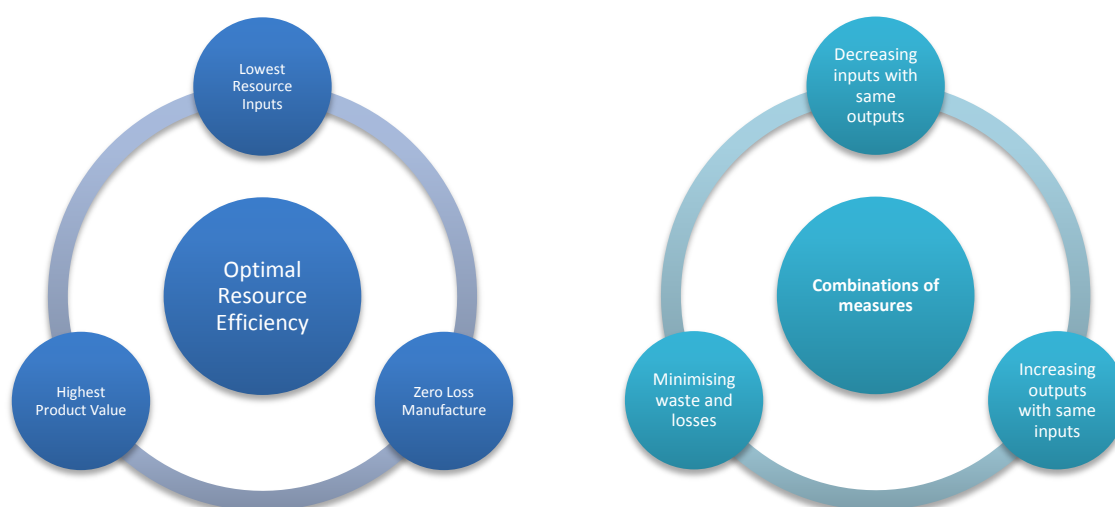 Lowest
Resource
Inputs
Optimal
Resource
Efficiency
Highest
Product Value
Zero Loss
Manufacture
Decreasing
inputs with
same
outputs
Combinations of
measures
Minimising
waste and
losses
Increasing
outputs
with same
inputs